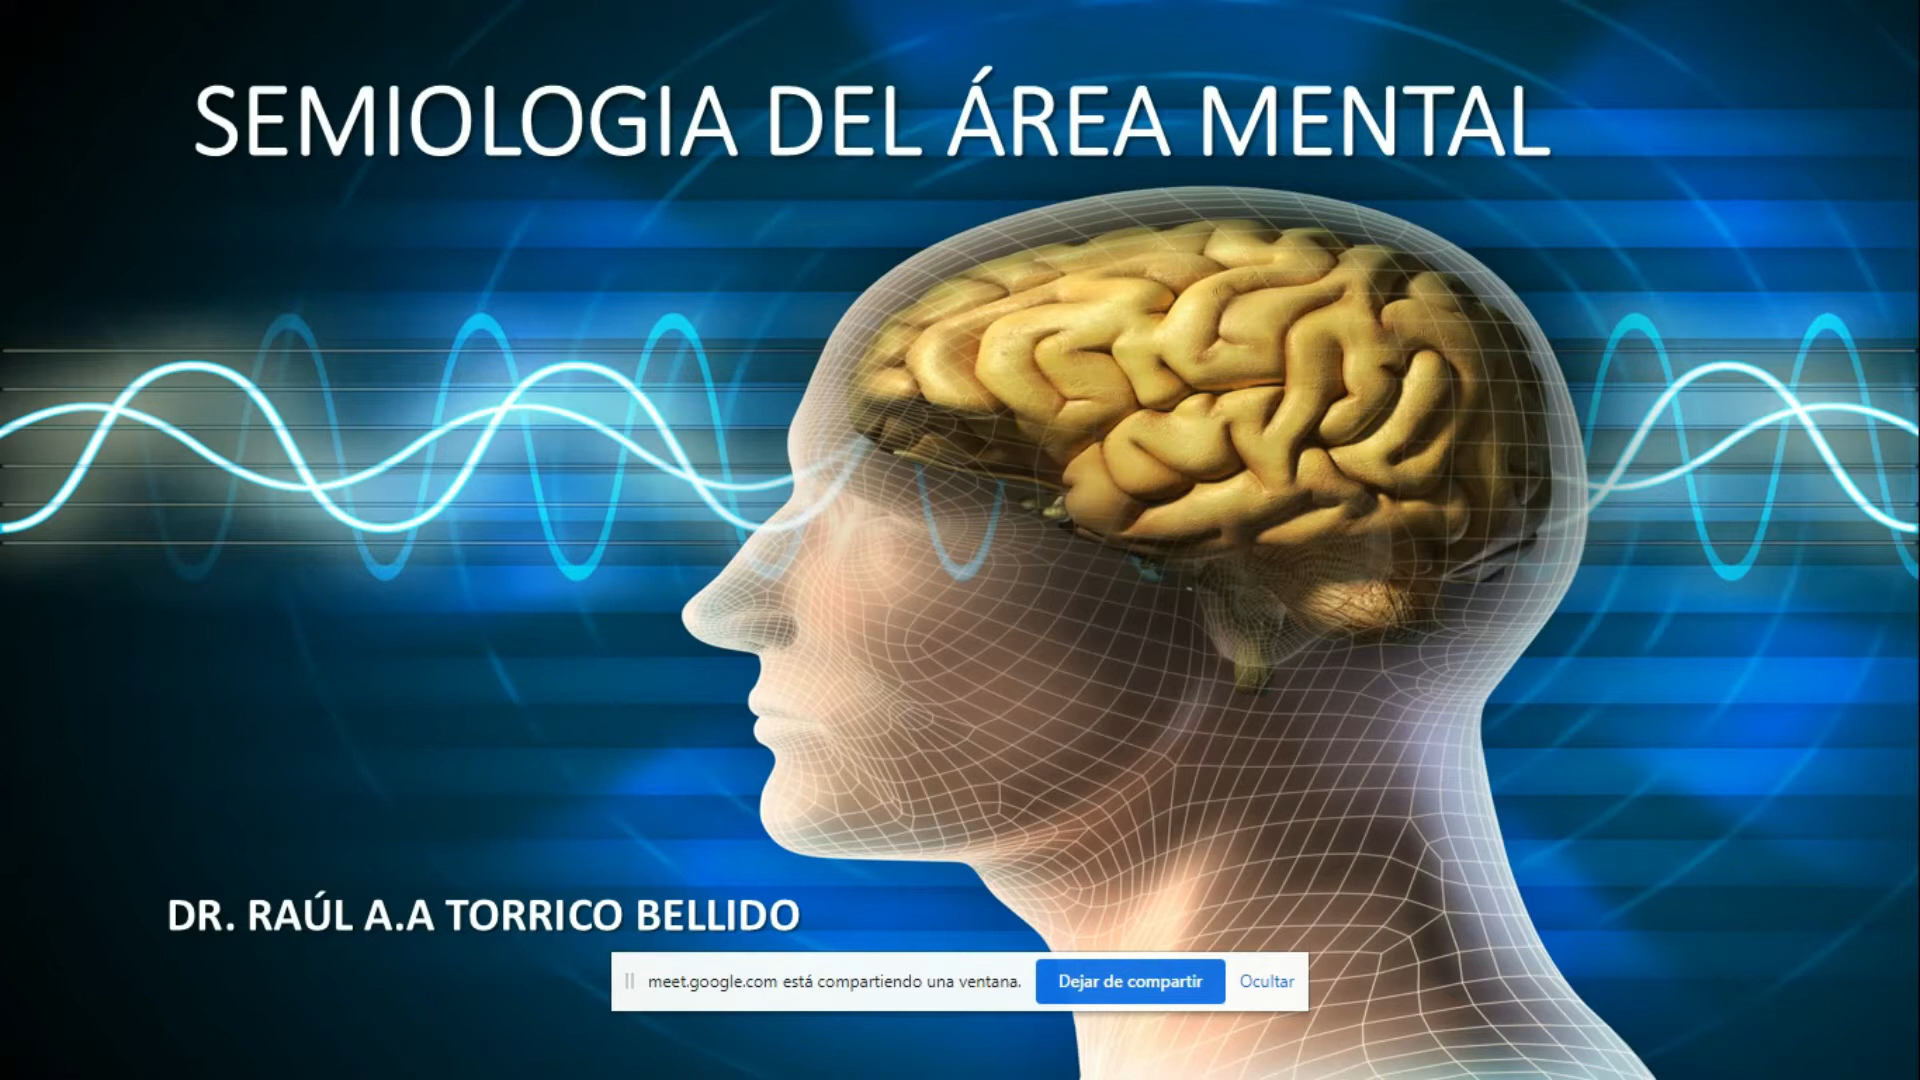 SEMIOLOGIA DEL ÁREA MENTAL
DR. RAÚL A.A TORRICO BELLIDO
meet.google.com está compartiendo una ventana. Dejar de compartir Ocultar